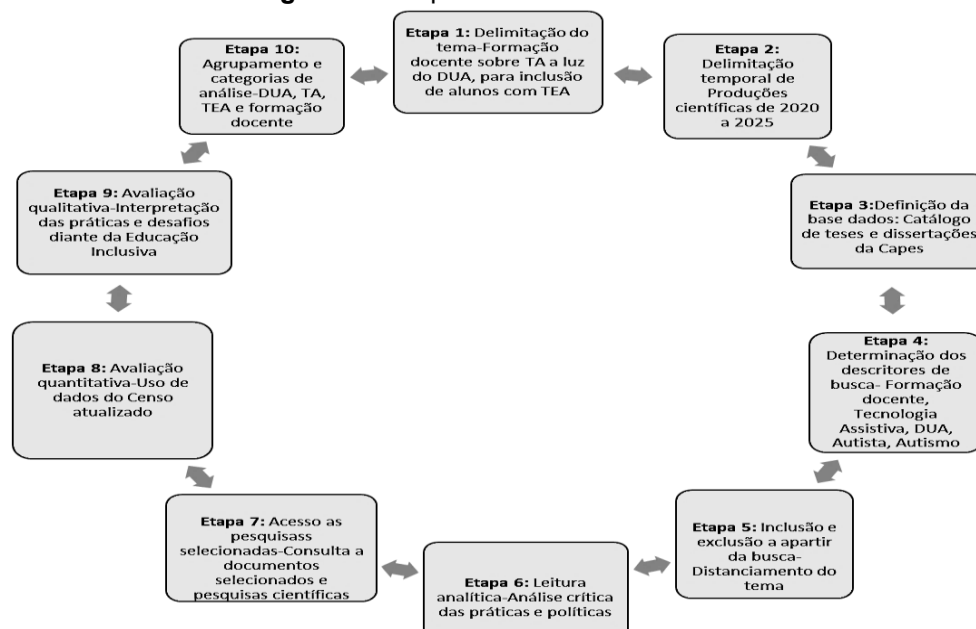 Etapa 1: Delimitação do
tema-Formação
docente sobre TA a luz
do DUA, para inclusão
de alunos com TEA
Etapa 2:
Delimitação
temporal de
Produções
científicas de 2020
a 2025
Etapa 3:Definição da
base dados: Catálogo
de teses e dissertações
da Capes
Etapa 4:
Determinação dos
descritores de
busca- Formação
docente,
Tecnologia
Assistiva, DUA,
Autista, Autismo
Etapa 5: Inclusão e
exclusão a apartir
da busca-
Distanciamento do
tema
Etapa 6: Leitura
analítica-Análise crítica
das práticas e políticas
Etapa 7: Acesso as
pesquisass
selecionadas-Consulta a
documentos
selecionados e
pesquisas científicas
Etapa 8: Avaliação
quantitativa-Uso de
dados do Censo
atualizado
Etapa 9: Avaliação
qualitativa-Interpretação
das práticas e desafios
diante da Educação
Inclusiva
Etapa 10:
Agrupamento e
categorias de
análise-DUA, TA,
TEA e formação
docente